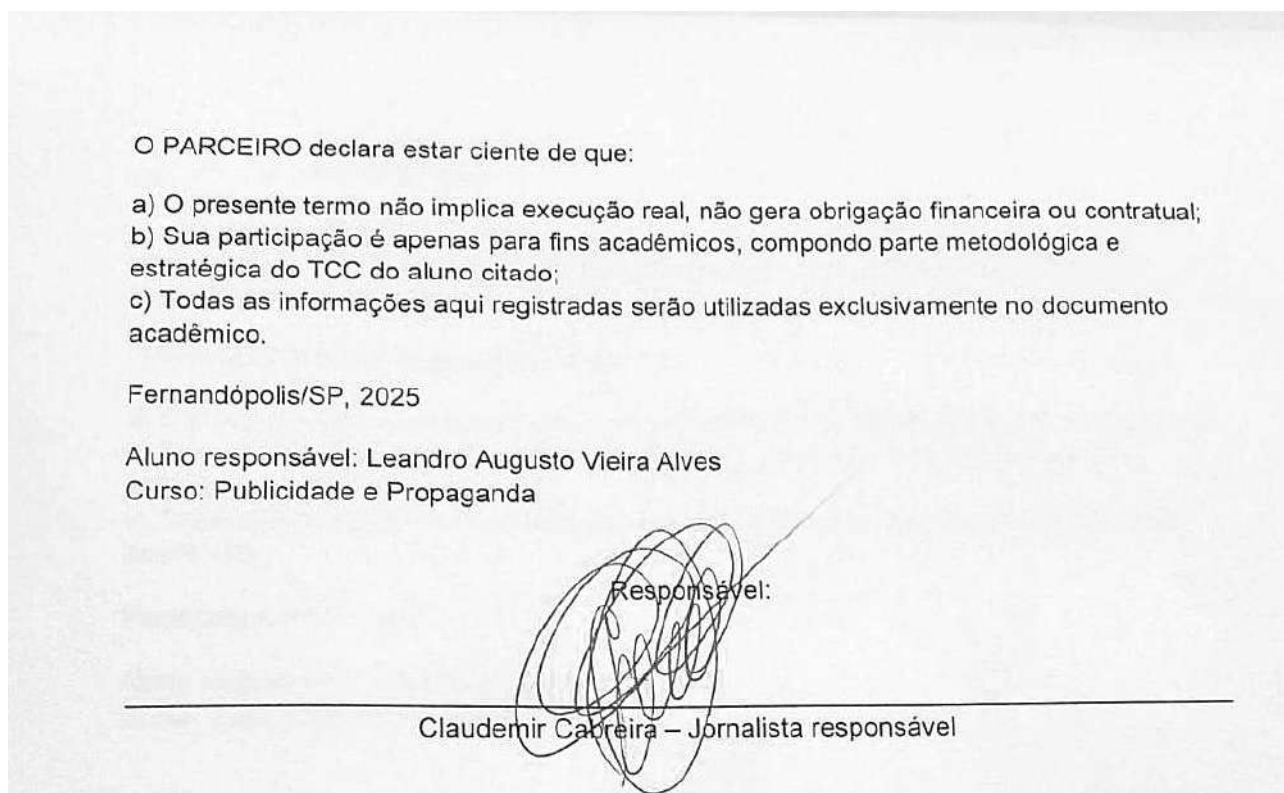 O PARCEIRO declara estar ciente de que:
a) O presente termo não implica execução real, não gera obrigação financeira ou contratual;
b) Sua participação é apenas para fins acadêmicos, compondo parte metodológica e
estratégica do TCC do aluno citado;
c) Todas as informações aqui registradas serão utilizadas exclusivamente no documento
acadêmico.
Fernandópolis/SP, 2025
Aluno responsável: Leandro Augusto Vieira Alves
Curso: Publicidade e Propaganda
Responsável:
Claudemir Cabreira – Jornalista responsável